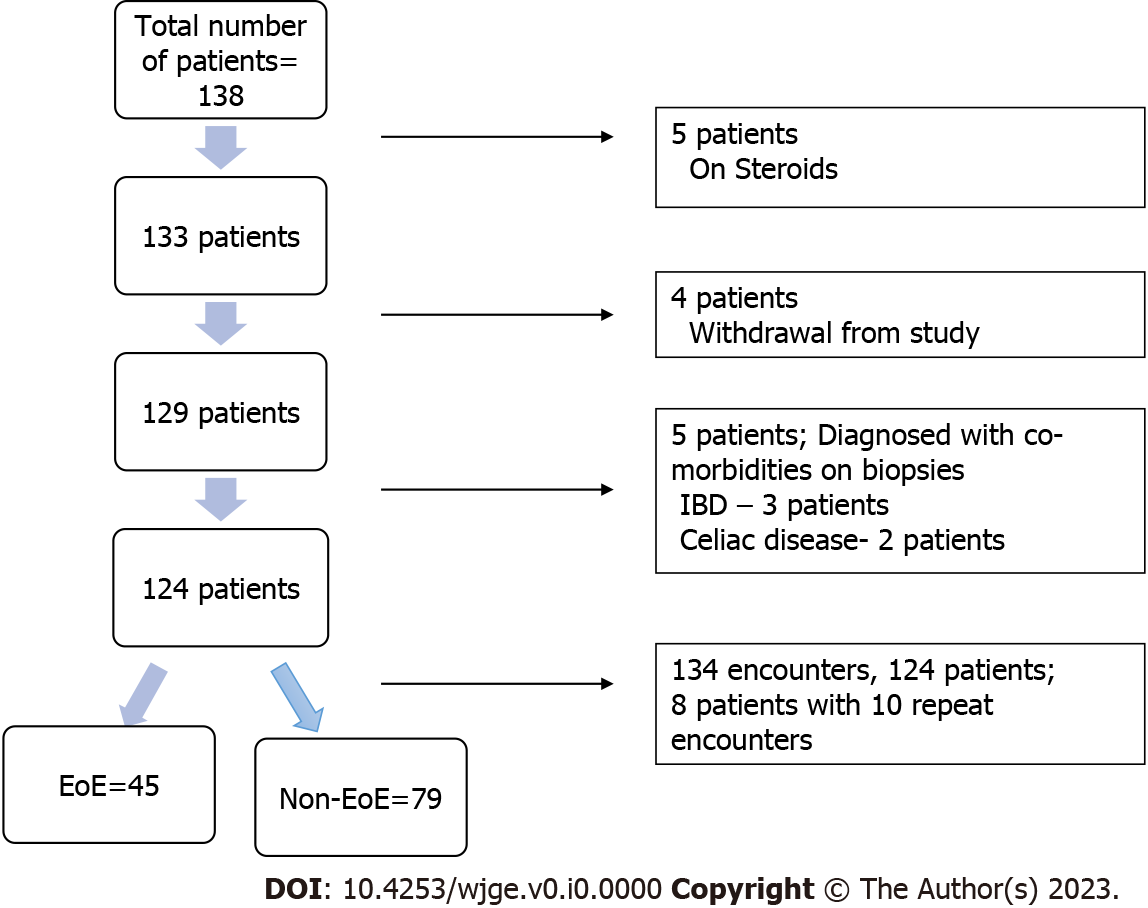 Total number
of patients=
138
5 patients
On Steroids
133 patients
4 patients
Withdrawal from study
129 patients
5 patients; Diagnosed with co-
morbidities on biopsies
IBD – 3 patients
Celiac disease- 2 patients
124 patients
134 encounters, 124 patients;
8 patients with 10 repeat
encounters
EoE=45
Non-EoE=79
DOI: 10.4253/wjge.v0.i0.0000 Copyright © The Author(s) 2023.